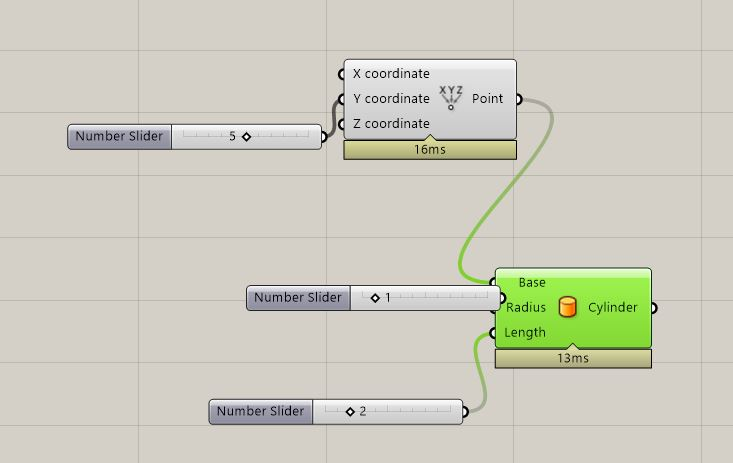 X coordinate
Y coordinate
Z coordinate
XYZ
Point
16ms
Number Slider
5
Base
Radius
Length
Cylinder
13ms
Number Slider
1
Number Slider
2